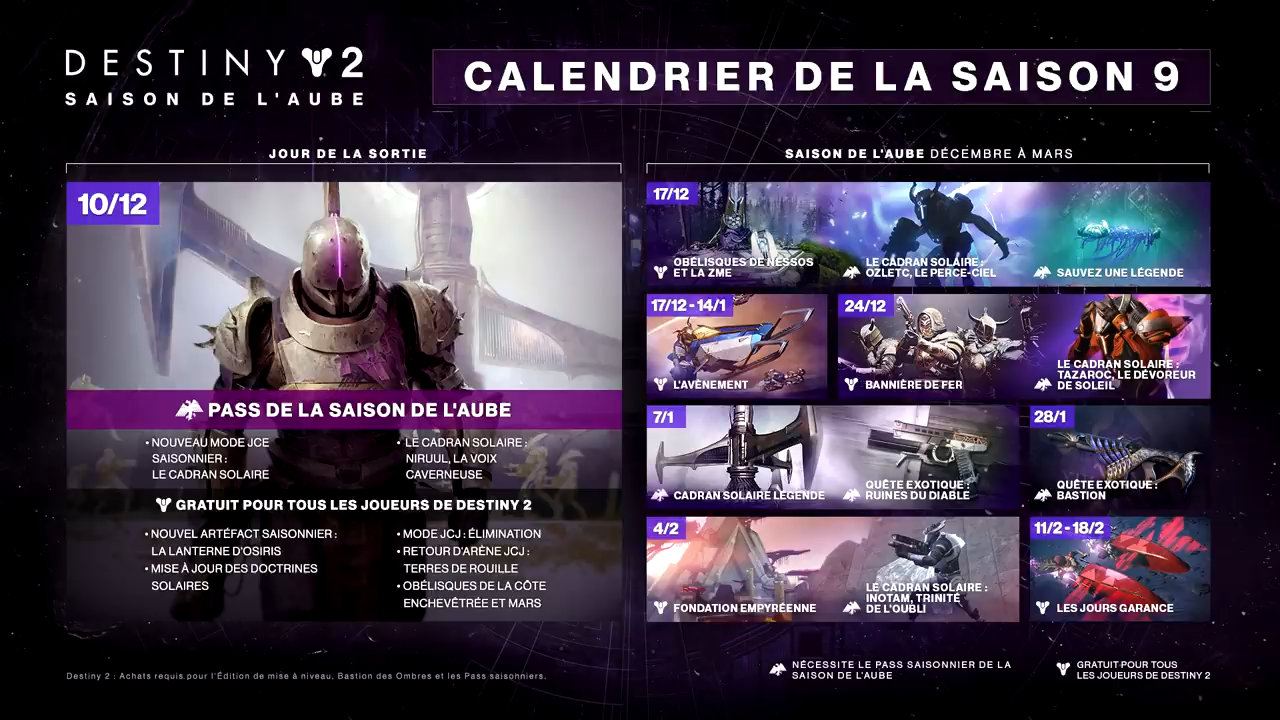 DESTINY 2
SAISON DE L'AUBE
CALENDRIER DE LA SAISON 9
JOUR DE LA SORTIE
10/12
PASS DE LA SAISON DE L'AUBE
• NOUVEAU MODE JCE
SAISONNIER :
LE CADRAN SOLAIRE
• LE CADRAN SOLAIRE :
NIRUUL, LA VOIX
CAVERNEUSE
GRATUIT POUR TOUS LES JOUEURS DE DESTINY 2
• NOUVEL ARTÉFACT SAISONNIER :
LA LANTERNE D'OSIRIS
• MISE À JOUR DES DOCTRINES
SOLAIRES
• MODE JCJ : ÉLIMINATION
• RETOUR D'ARÈNE JCJ :
TERRES DE ROUILLE
• OBÉLISQUES DE LA CÔTE
ENCHEVÊTRÉE ET MARS
SAISON DE L'AUBE DÉCEMBRE À MARS
17/12
OBÉLISQUES DE NESSOS
ET LA ZME
LE CADRAN SOLAIRE :
OZLETC, LE PERCE-CIEL
SAUVEZ UNE LÉGENDE
17/12 - 14/1
L'AVÈNEMENT
24/12
BANNIÈRE DE FER
LE CADRAN SOLAIRE :
TAZAROC, LE DÉVOREUR
DE SOLEIL
7/1
CADRAN SOLAIRE LÉGENDE
QUÊTE EXOTIQUE :
RUINES DU DIABLE
28/1
QUÊTE EXOTIQUE :
BASTION
4/2
FONDATION EMPYRÉENNE
LE CADRAN SOLAIRE :
INOTAM, TRINITÉ
DE L'OUBLI
11/2 - 18/2
LES JOURS GARANCE
Destiny 2 : Achats requis pour l'Édition de mise à niveau, Bastion des Ombres et les Pass saisonniers.
NÉCESSITE LE PASS SAISONNIER DE LA
SAISON DE L'AUBE
GRATUIT POUR TOUS
LES JOUEURS DE DESTINY 2